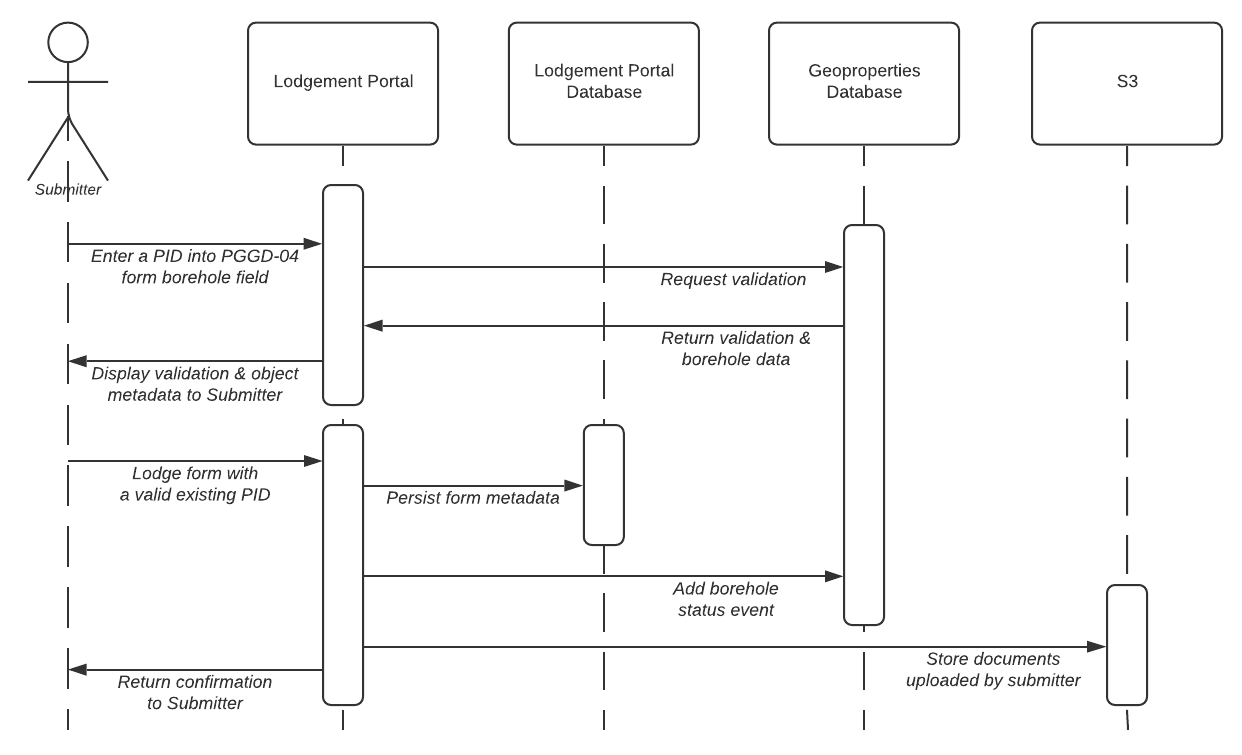 Lodgement Portal
Lodgement Portal
Database
Geoproperties
Database
S3
Submitter
Enter a PID into PGGD-04
form borehole field
Request validation
Return validation &
borehole data
Display validation & object
metadata to Submitter
Lodge form with
a valid existing PID
Persist form metadata
Add borehole
status event
Store documents
uploaded by submitter
Return confirmation
to Submitter